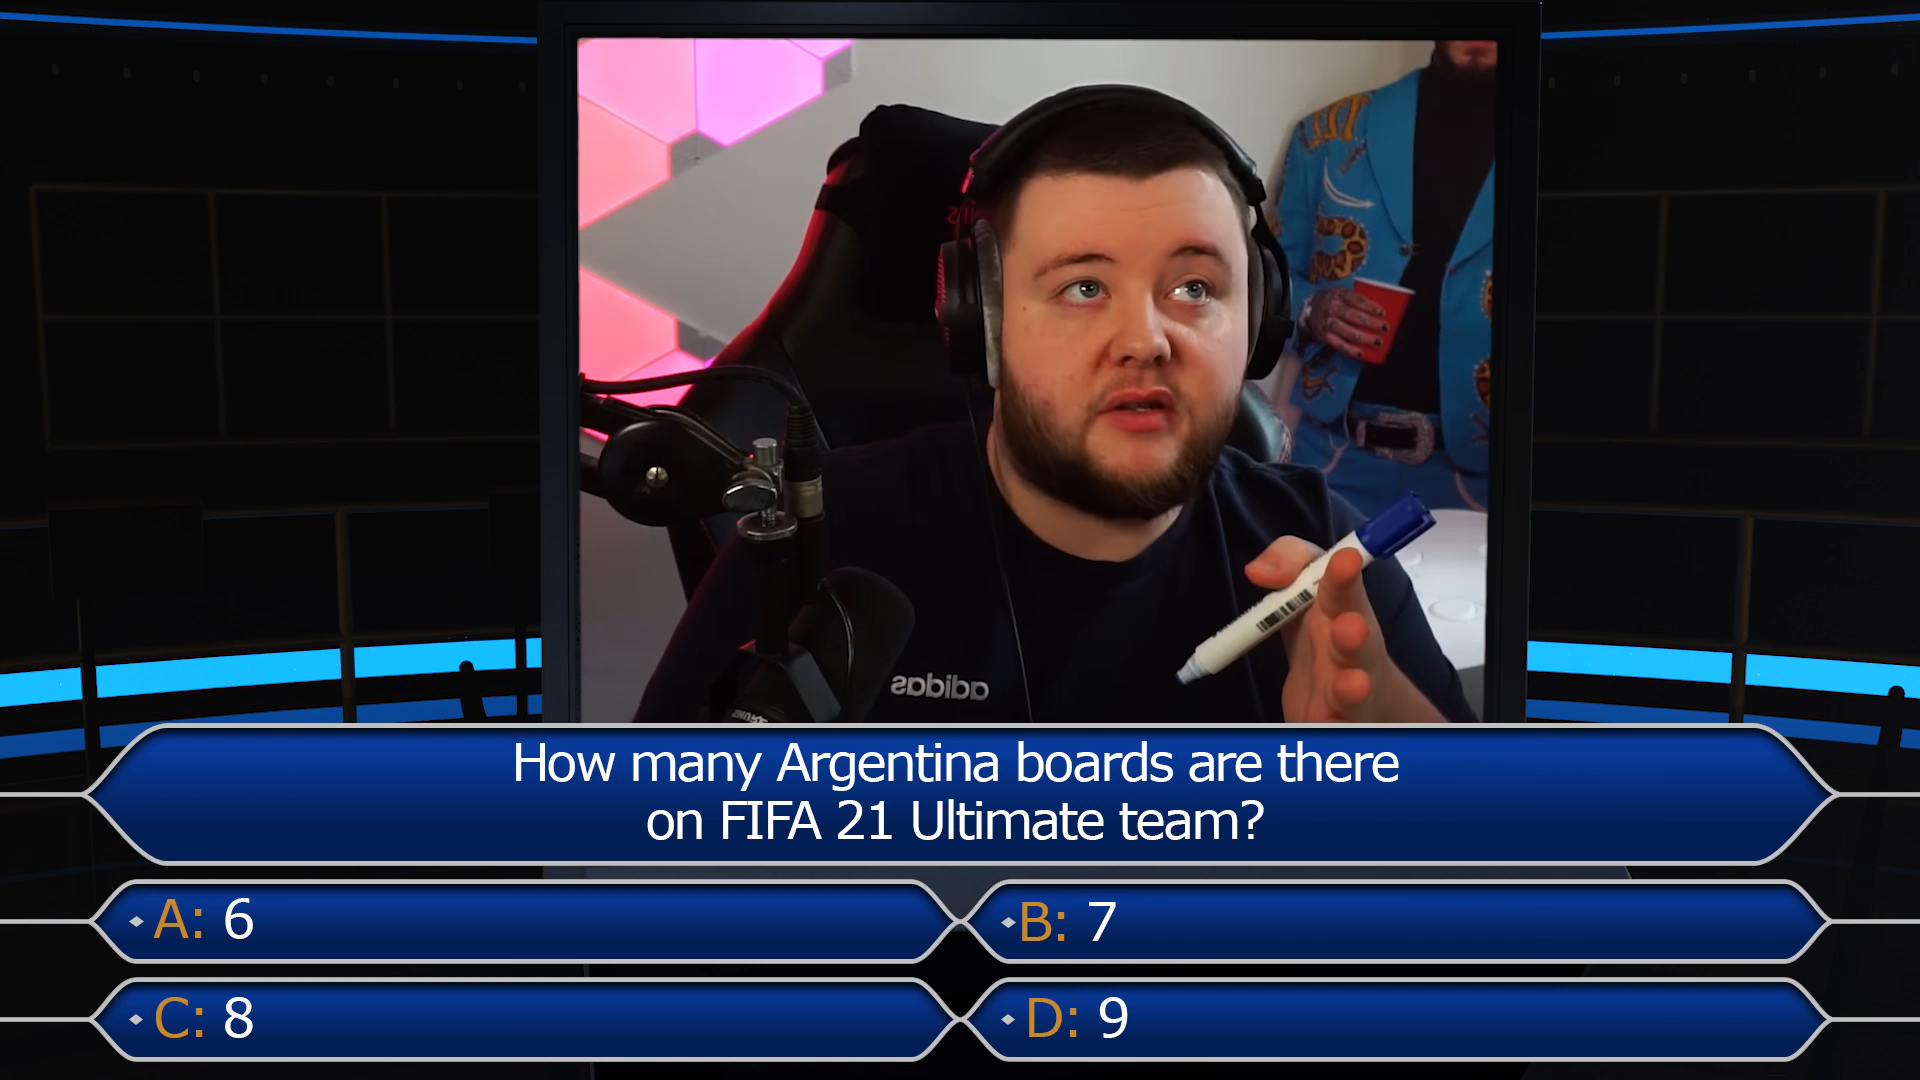 adidas
How many Argentina boards are there
on FIFA 21 Ultimate team?
A: 6
B: 7
C: 8
D: 9